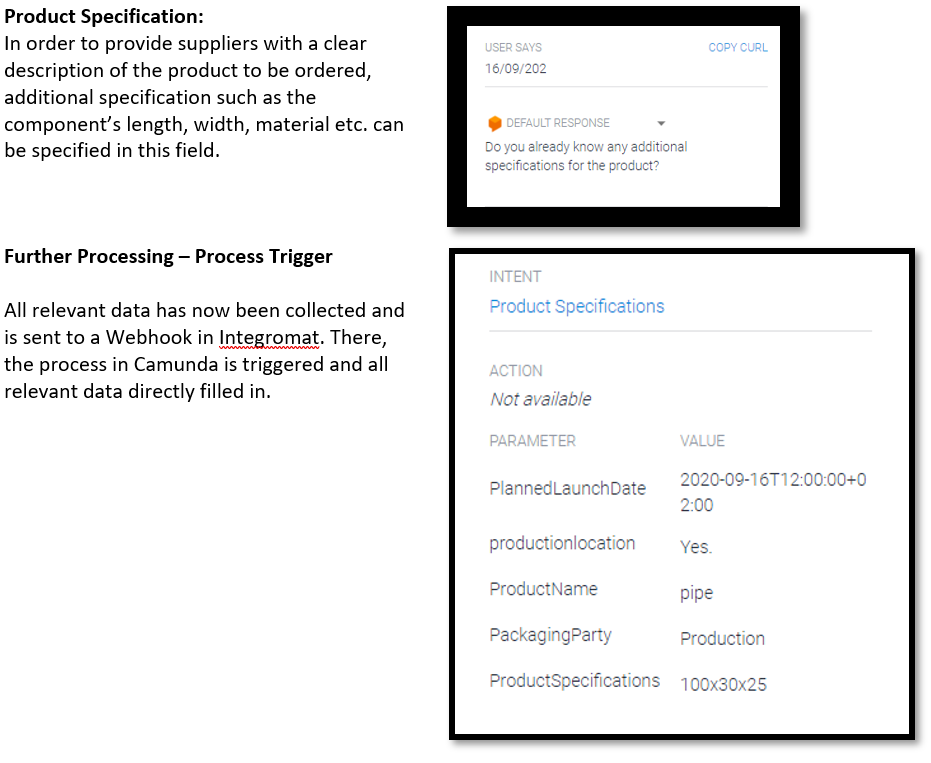 Product Specification:
In order to provide suppliers with a clear
description of the product to be ordered,
additional specification such as the
component’s length, width, material etc. can
be specified in this field.
USER SAYS COPY CURL
16/09/202
DEFAULT RESPONSE
Do you already know any additional
specifications for the product?
Further Processing – Process Trigger
All relevant data has now been collected and
is sent to a Webhook in Integromat. There,
the process in Camunda is triggered and all
relevant data directly filled in.
INTENT
Product Specifications
ACTION
Not available
PARAMETER VALUE
PlannedLaunchDate 2020-09-16T12:00:00+0
2:00
productionlocation Yes.
ProductName pipe
PackagingParty Production
ProductSpecifications 100x30x25